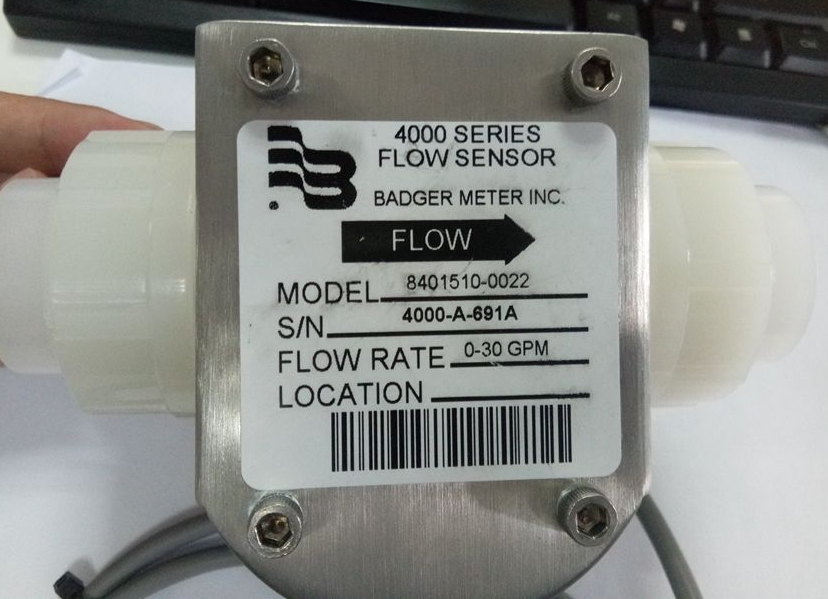 4000 SERIES
FLOW SENSOR
BADGER METER INC.
FLOW
MODEL 8401510-0022
S/N 4000-A-691A
FLOW RATE 0-30 GPM
LOCATION